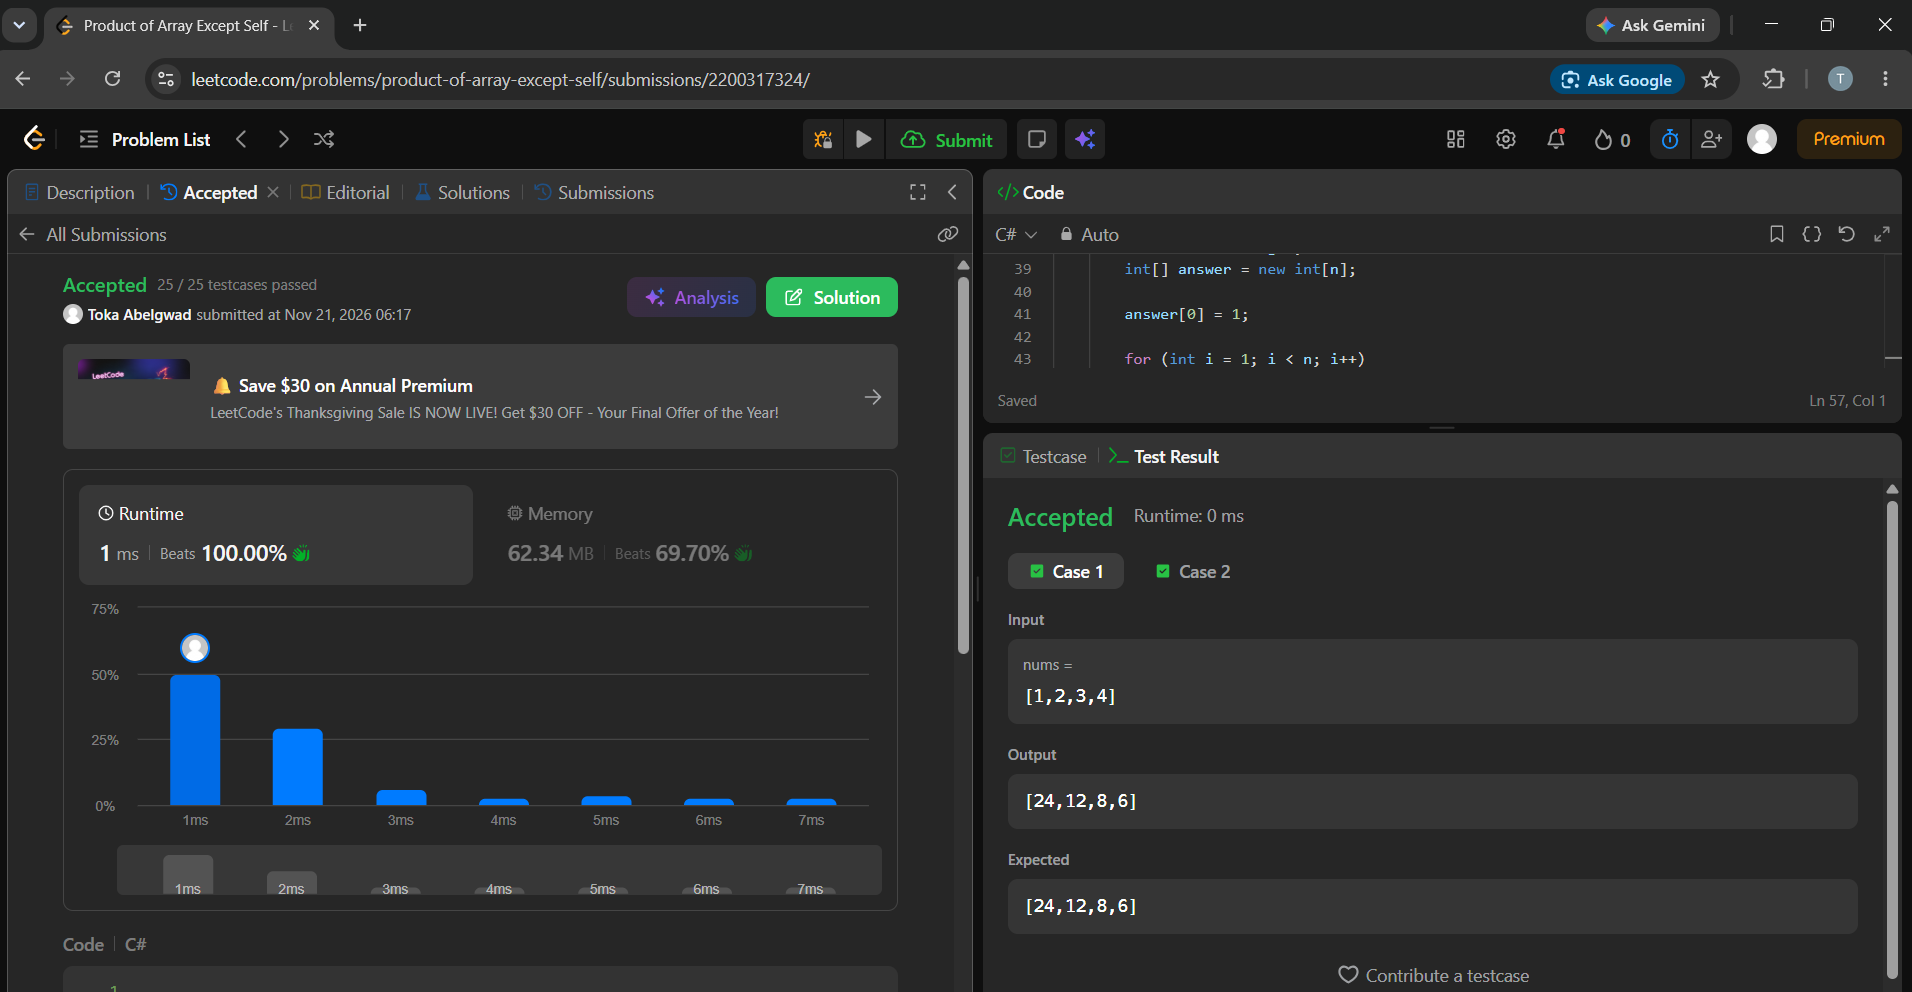 Product of Array Except Self - L
Ask Gemini
leetcode.com/problems/product-of-array-except-self/submissions/2200317324/
Ask Google
T
Problem List
Submit
0
Premium
Description
Accepted
Editorial
Solutions
Submissions
All Submissions
Accepted 25 / 25 testcases passed
Toka Abelgwad submitted at Nov 21, 2026 06:17
Analysis
Solution
LeetCode
🔔 Save $30 on Annual Premium
LeetCode's Thanksgiving Sale IS NOW LIVE! Get $30 OFF - Your Final Offer of the Year!
Runtime
1 ms Beats 100.00%
Memory
62.34 MB Beats 69.70%
75%
50%
25%
0%
1ms 2ms 3ms 4ms 5ms 6ms 7ms
1ms 2ms 3ms 4ms 5ms 6ms 7ms
Code C#
1
</> Code
C# Auto
39 int[] answer = new int[n];
40
41 answer[0] = 1;
42
43 for (int i = 1; i < n; i++)
Saved
Ln 57, Col 1
Testcase
Test Result
Accepted Runtime: 0 ms
Case 1
Case 2
Input
nums =
[1,2,3,4]
Output
[24,12,8,6]
Expected
[24,12,8,6]
Contribute a testcase